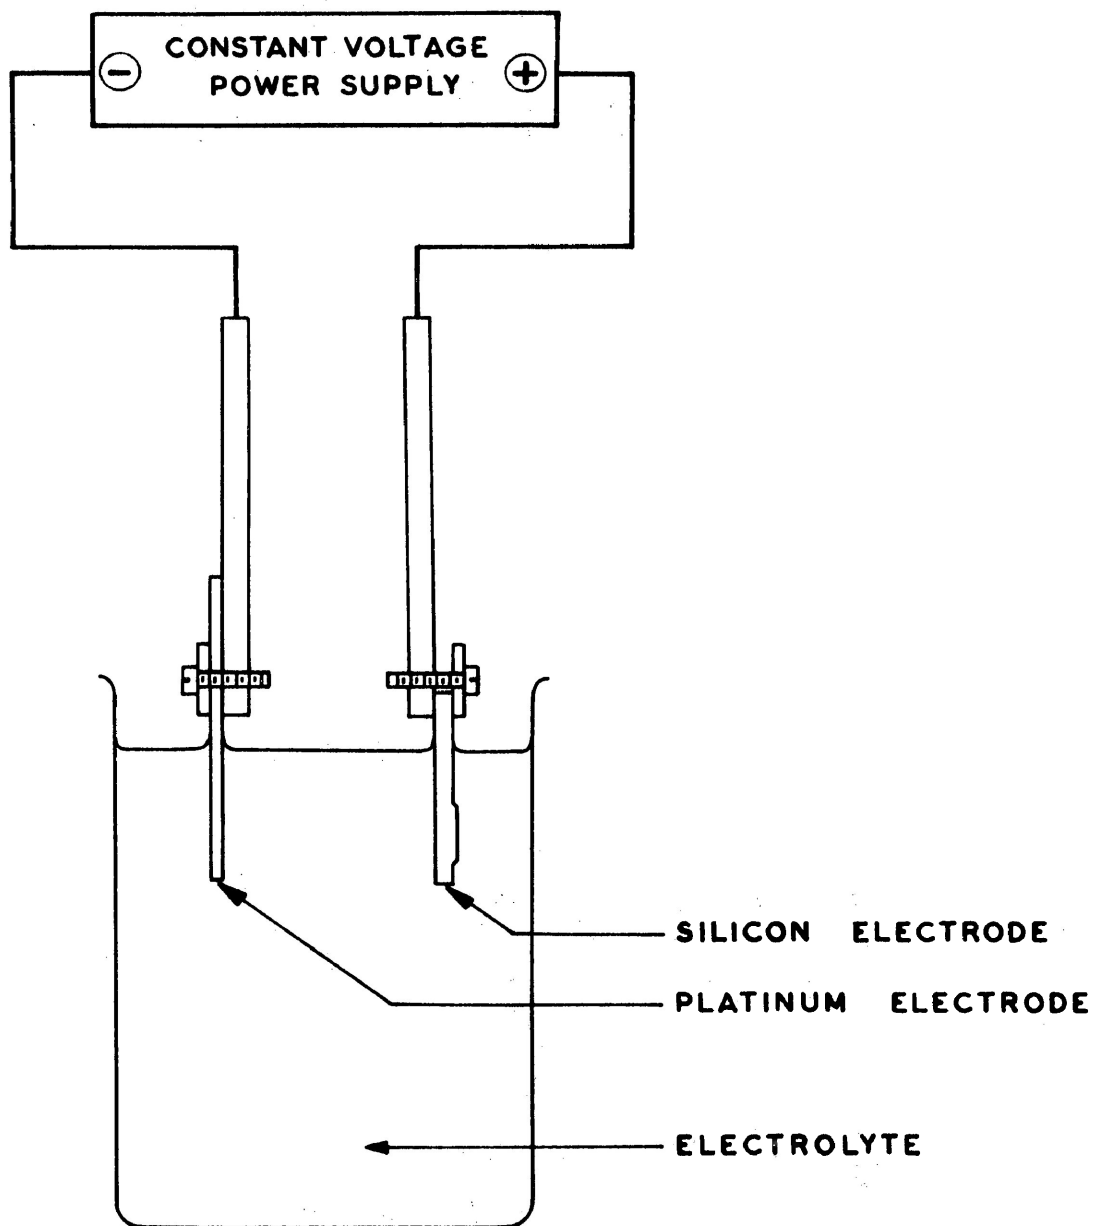 CONSTANT VOLTAGE
POWER SUPPLY
−
+
SILICON ELECTRODE
PLATINUM ELECTRODE
ELECTROLYTE